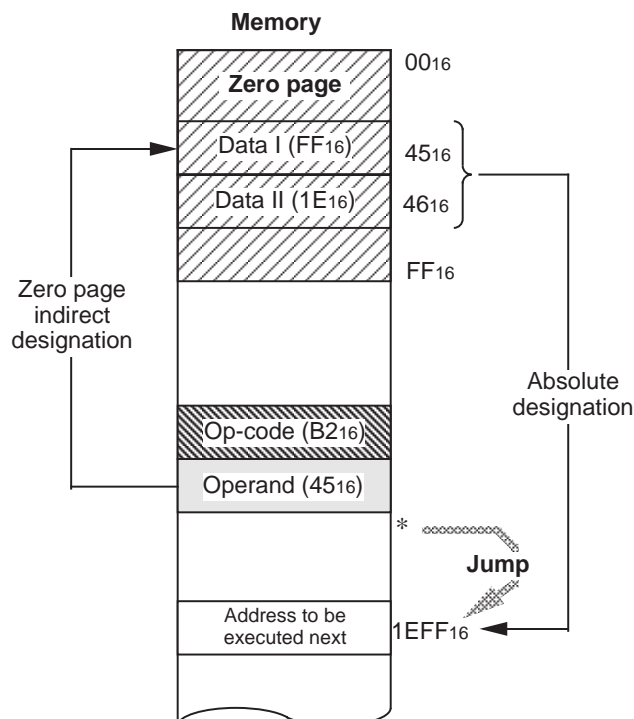 Memory
Zero page
00₁₆
Data I (FF₁₆)
45₁₆
Data II (1E₁₆)
46₁₆
FF₁₆
Zero page
indirect
designation
Absolute
designation
Op-code (B2₁₆)
Operand (45₁₆)
*
Jump
Address to be
executed next
1EFF₁₆